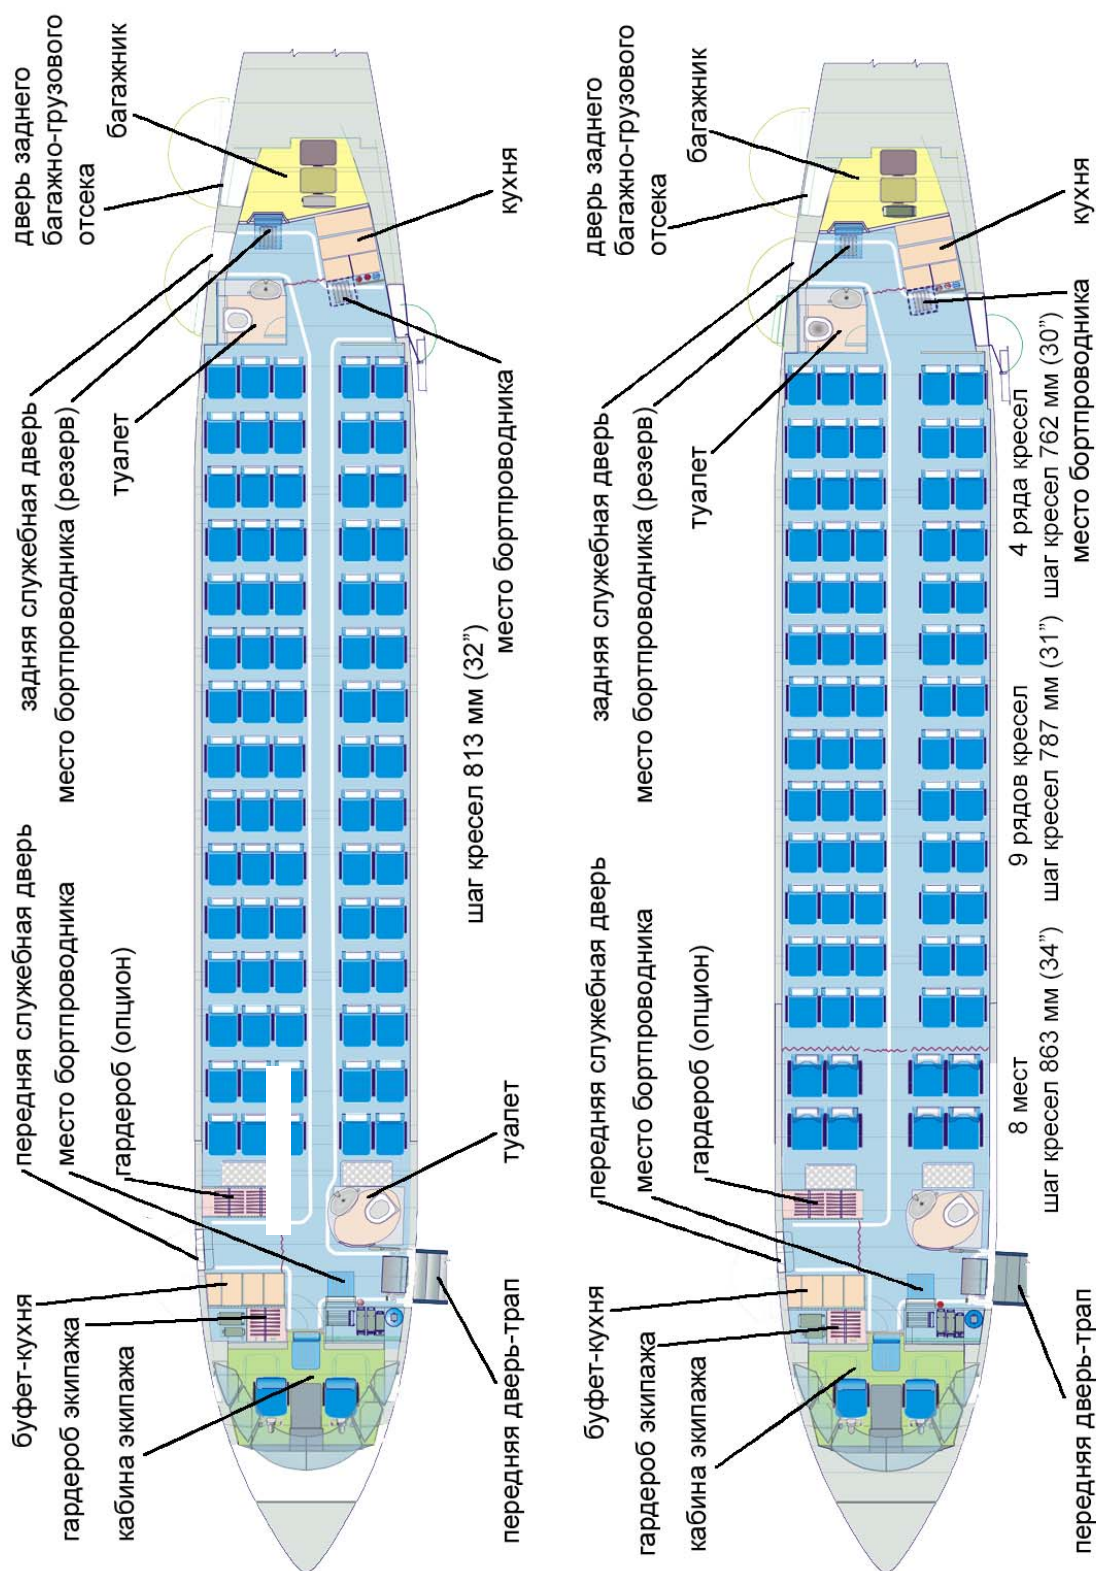 дверь заднего
багажно-грузового
отсека
багажник
кухня
задняя служебная дверь
место бортпроводника (резерв)
туалет
место бортпроводника
шаг кресел 813 мм (32”)
передняя служебная дверь
место бортпроводника
гардероб (опцион)
туалет
буфет-кухня
гардероб экипажа
кабина экипажа
передняя дверь-трап
дверь заднего
багажно-грузового
отсека
багажник
кухня
задняя служебная дверь
место бортпроводника (резерв)
туалет
4 ряда кресел
шаг кресел 762 мм (30”)
место бортпроводника
9 рядов кресел
шаг кресел 787 мм (31”)
передняя служебная дверь
место бортпроводника
гардероб (опцион)
8 мест
шаг кресел 863 мм (34”)
буфет-кухня
гардероб экипажа
кабина экипажа
передняя дверь-трап